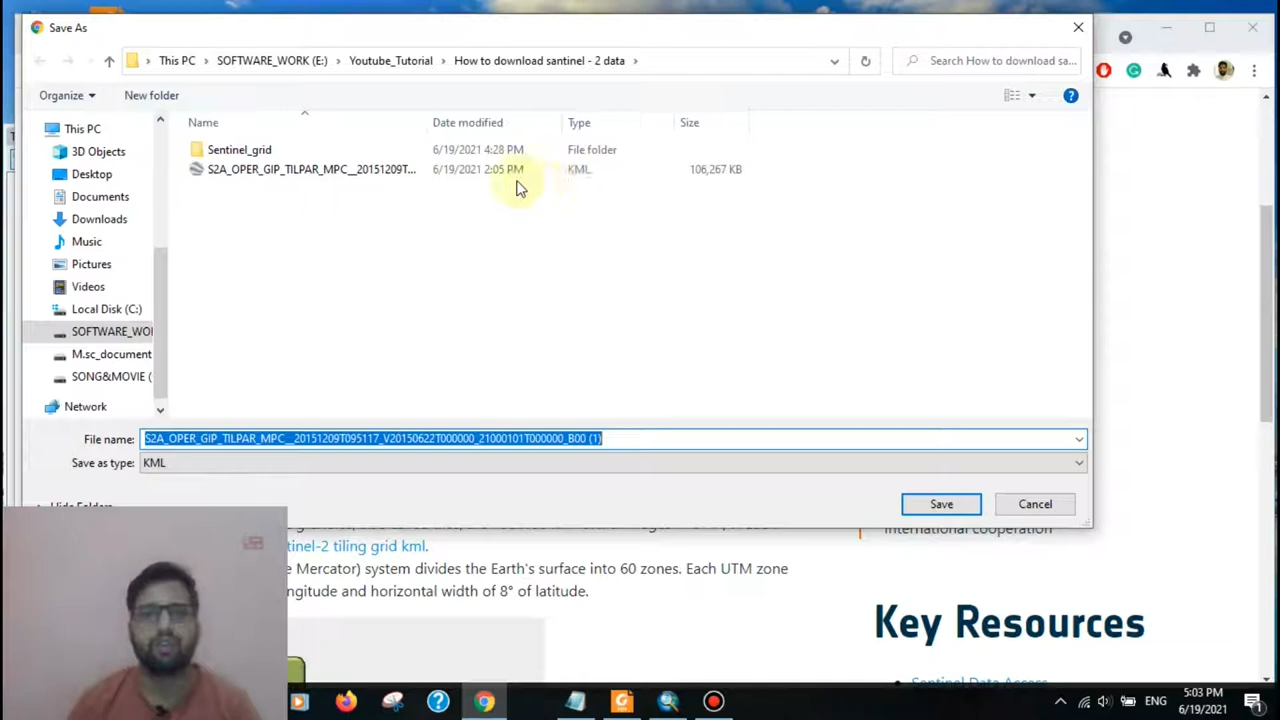 Save As
This PC > SOFTWARE_WORK (E:) > Youtube_Tutorial > How to download santinel - 2 data >
Search How to download sa...
Organize
New folder
Name
Date modified
Type
Size
This PC
3D Objects
Desktop
Documents
Downloads
Music
Pictures
Videos
Local Disk (C:)
SOFTWARE_WO
M.sc_document
SONG&MOVIE (
Network
Sentinel_grid
6/19/2021 4:28 PM
File folder
S2A_OPER_GIP_TILPAR_MPC__20151209T...
6/19/2021 2:05 PM
KML
106,267 KB
File name:
S2A_OPER_GIP_TILPAR_MPC__20151209T095117_V20150622T000000_21000101T000000_B00 (1)
Save as type:
KML
Hide Folders
Save
Cancel
International cooperation
tinel-2 tiling grid kml.
e Mercator) system divides the Earth's surface into 60 zones. Each UTM zone
ngitude and horizontal width of 8° of latitude.
Key Resources
Sentinel Data Access
ENG
5:03 PM
6/19/2021